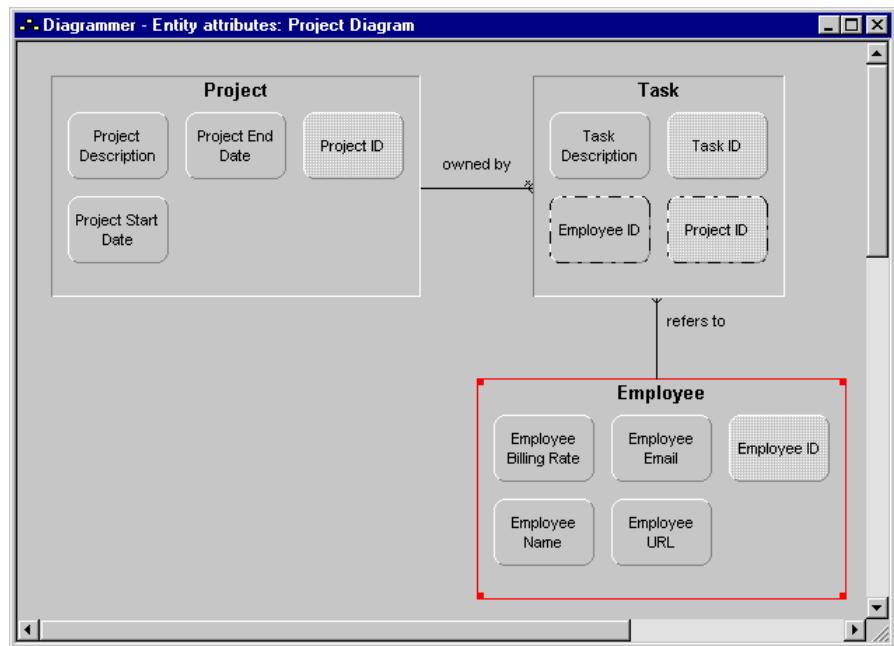 Diagrammer - Entity attributes: Project Diagram
Project
Project
Description
Project End
Date
Project ID
Project Start
Date
owned by
Task
Task
Description
Task ID
Employee ID
Project ID
refers to
Employee
Employee
Billing Rate
Employee
Email
Employee ID
Employee
Name
Employee
URL